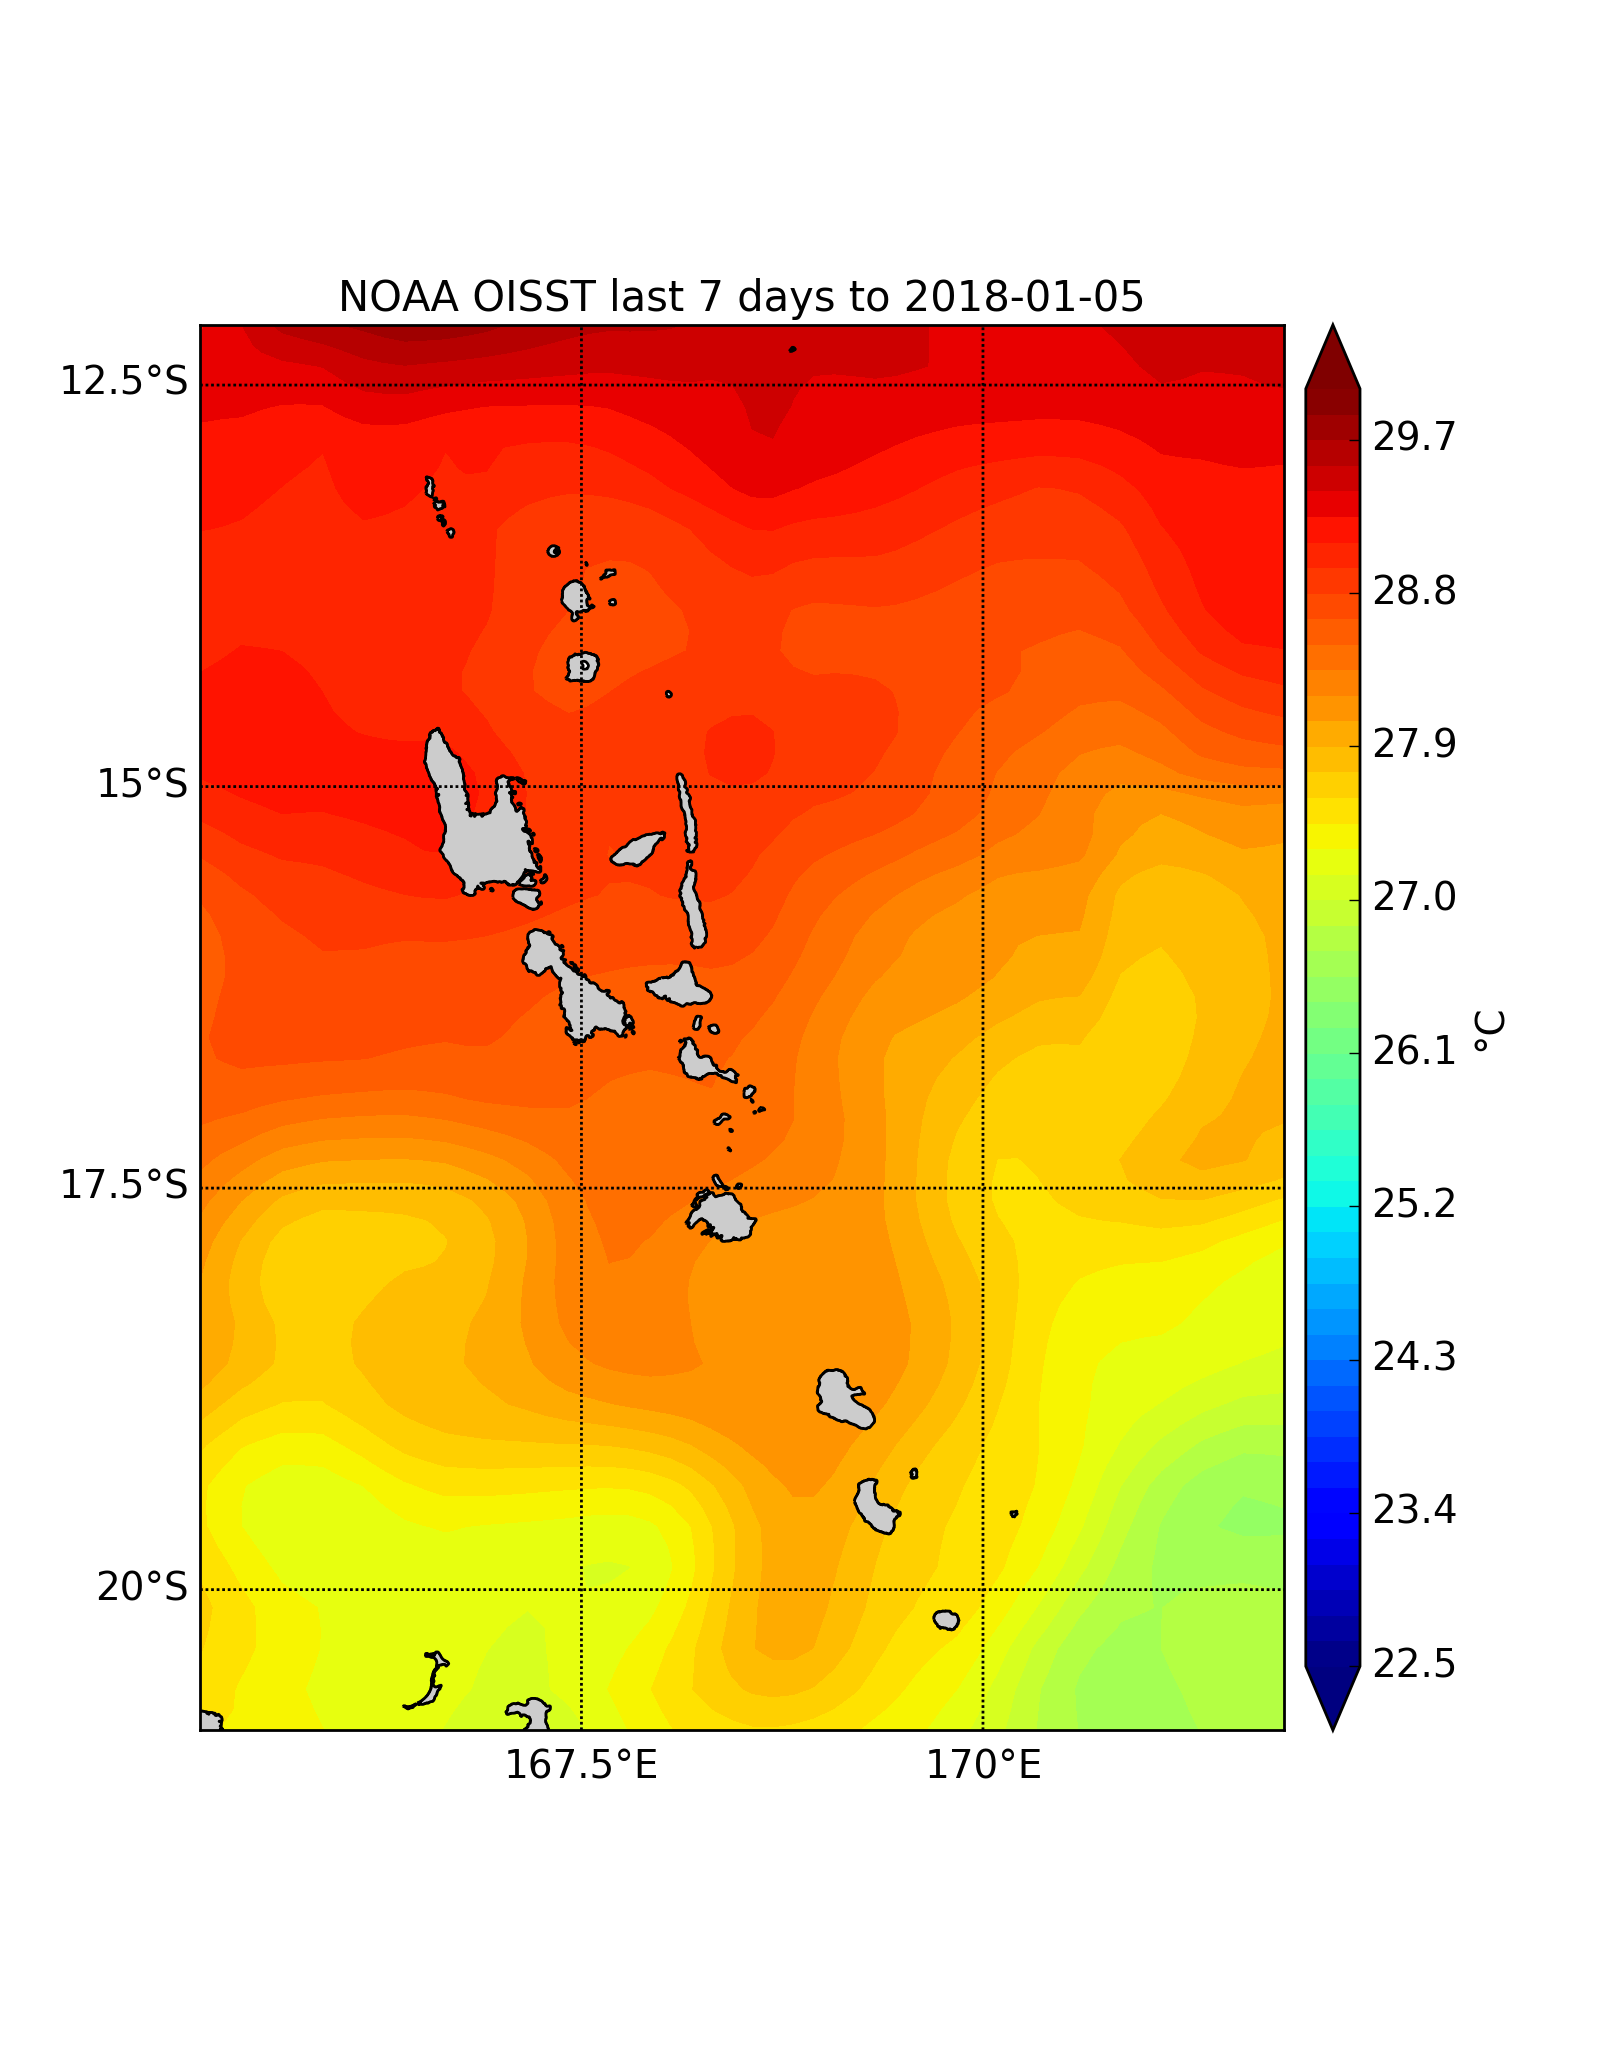 NOAA OISST last 7 days to 2018-01-05
12.5°S
15°S
17.5°S
20°S
167.5°E
170°E
29.7
28.8
27.9
27.0
26.1
25.2
24.3
23.4
22.5
°C